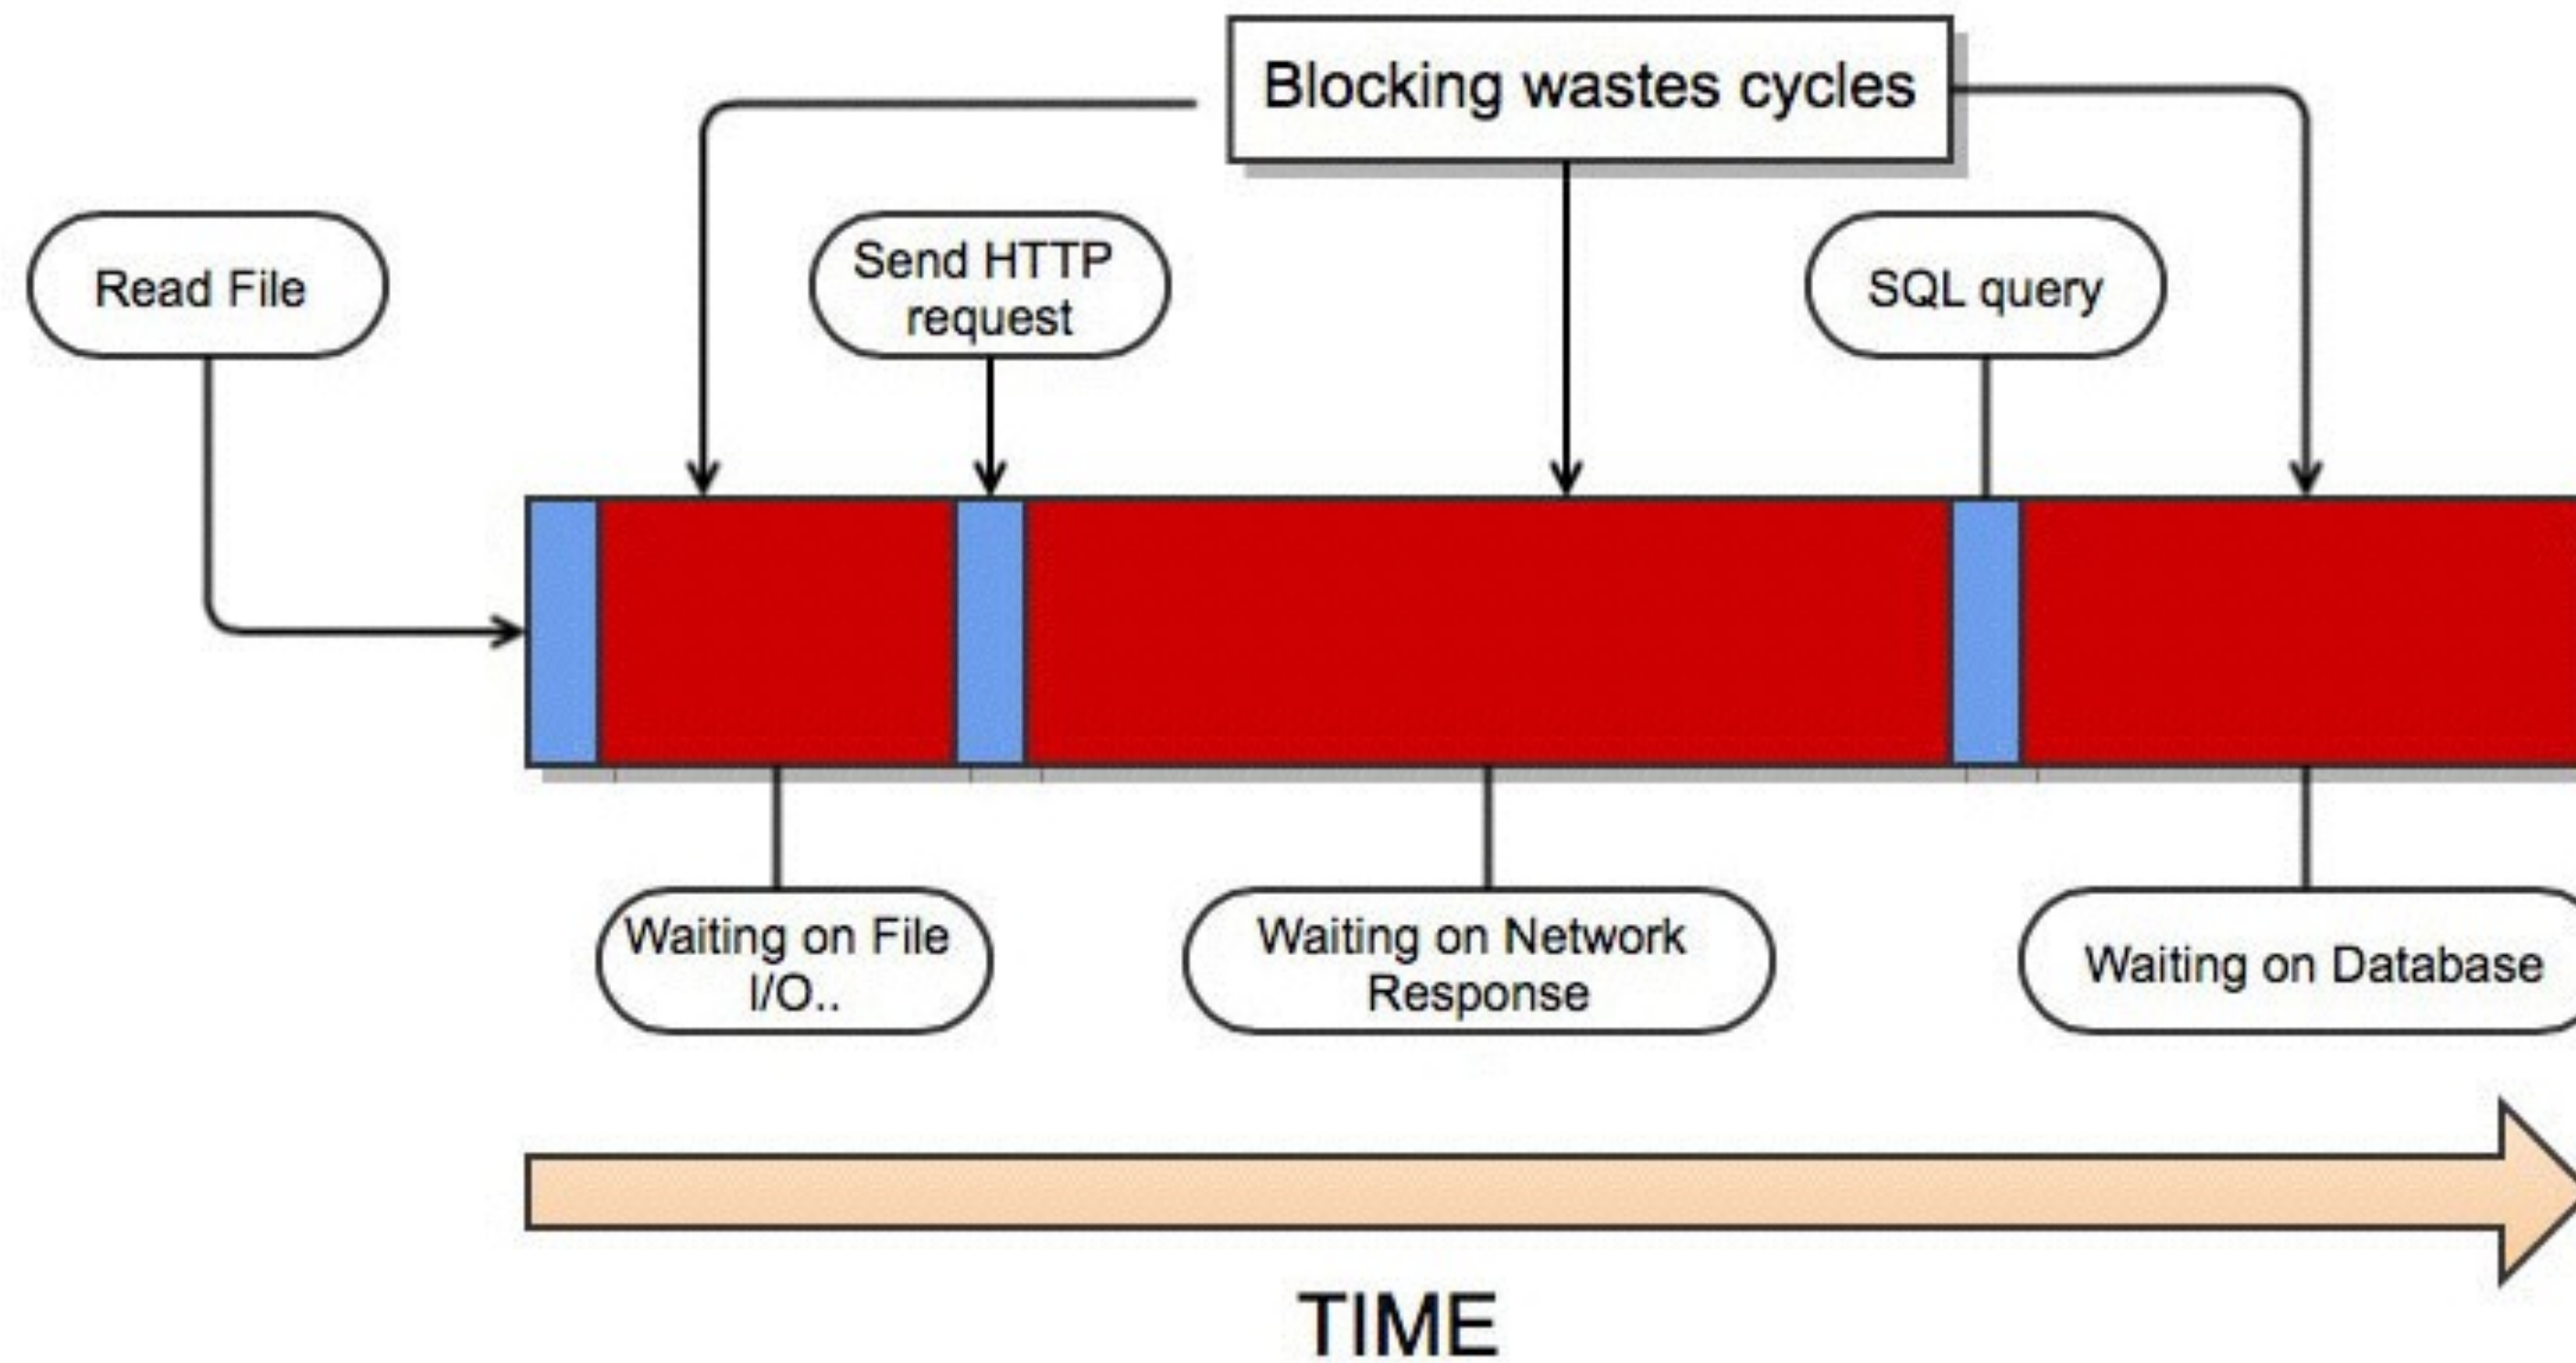 Blocking wastes cycles
Read File
Send HTTP
request
SQL query
Waiting on File
I/O..
Waiting on Network
Response
Waiting on Database
TIME